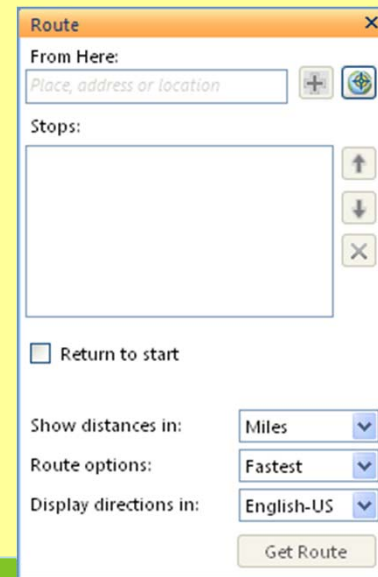 Route
From Here:
Place, address or location
Stops:
Return to start
Show distances in: Miles
Route options: Fastest
Display directions in: English-US
Get Route